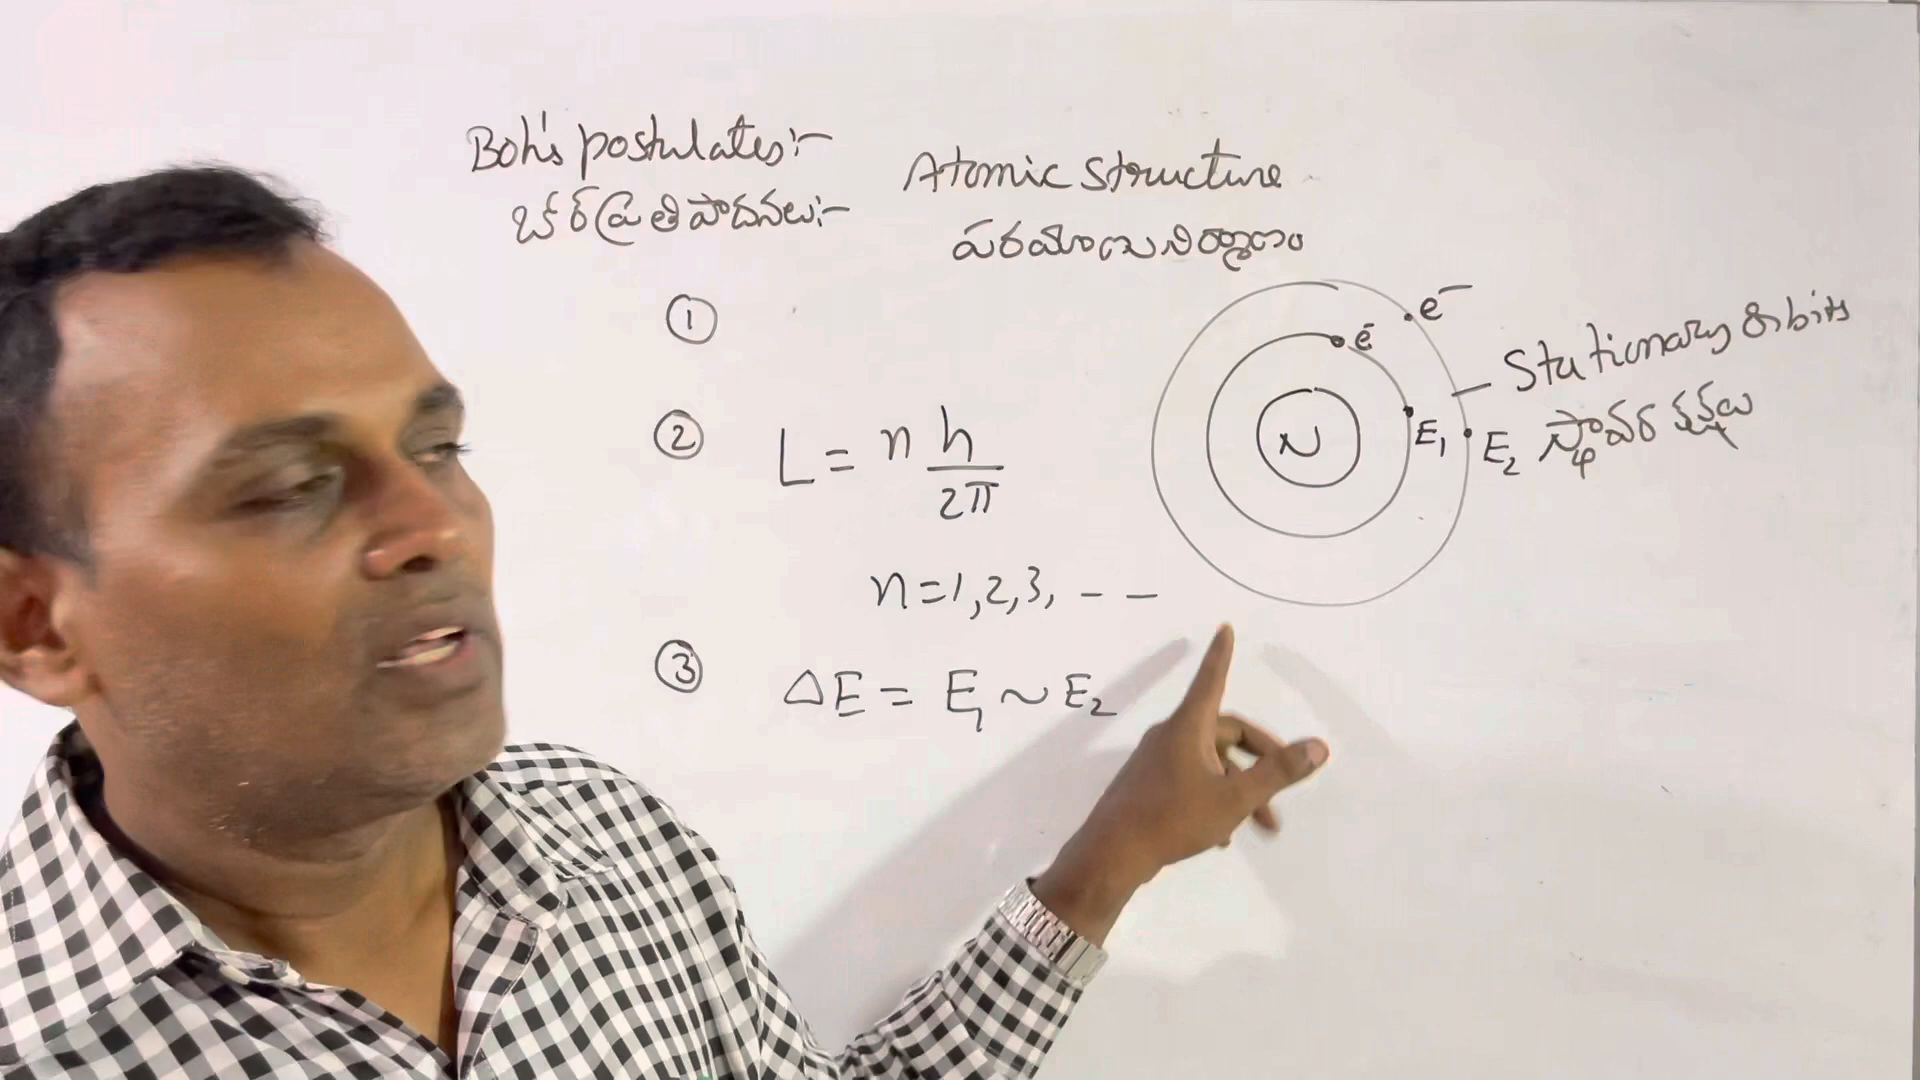 Boh's postulates:-
బోర్ ప్రతిపాదనలు:-
Atomic structure
పరమాణు నిర్మాణం
①
② L = n h/2π
n = 1, 2, 3, - -
③ ΔE = E₁ ~ E₂
e⁻
e⁻
N
E₁
E₂
Stationary orbits
స్థావర కక్ష్యలు